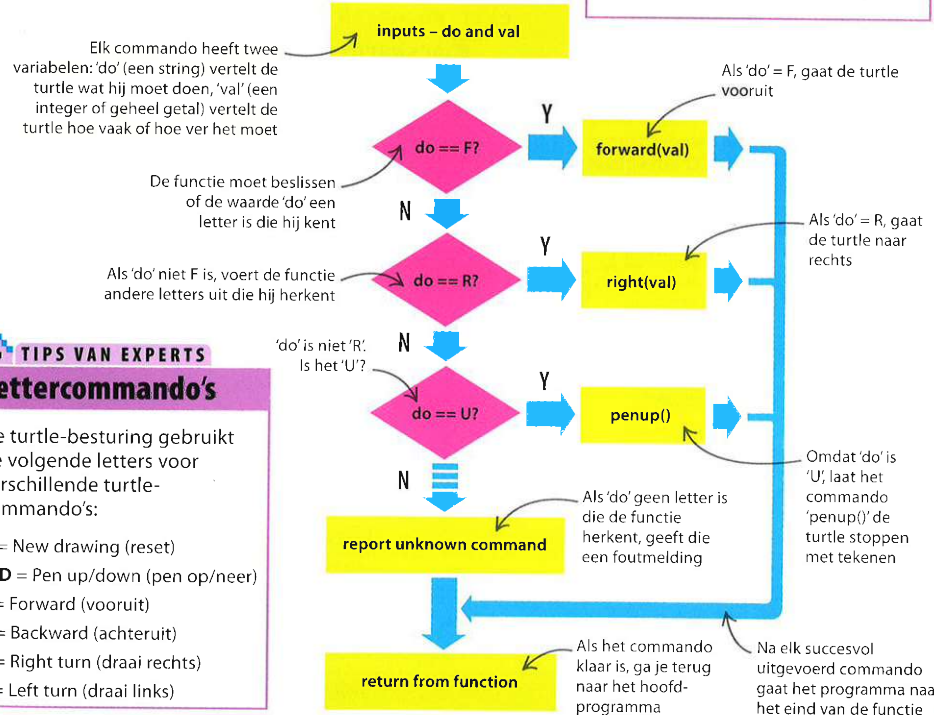 inputs – do and val
Elk commando heeft twee
variabelen: 'do' (een string) vertelt de
turtle wat hij moet doen, 'val' (een
integer of geheel getal) vertelt de
turtle hoe vaak of hoe ver het moet
Als 'do' = F, gaat de turtle
vooruit
do == F?
Y
forward(val)
De functie moet beslissen
of de waarde 'do' een
letter is die hij kent
N
Als 'do' = R, gaat
de turtle naar
rechts
Als 'do' niet F is, voert de functie
andere letters uit die hij herkent
do == R?
Y
right(val)
'do' is niet 'R'.
Is het 'U'?
N
do == U?
Y
penup()
Omdat 'do' is
'U', laat het
commando
'penup()' de
turtle stoppen
met tekenen
N
Als 'do' geen letter is
die de functie
herkent, geeft die
een foutmelding
report unknown command
Als het commando
klaar is, ga je terug
naar het hoofd-
programma
Na elk succesvol
uitgevoerd commando
gaat het programma naa
het eind van de functie
return from function
TIPS VAN EXPERTS
ettercommando's
e turtle-besturing gebruikt
e volgende letters voor
rschillende turtle-
mmando's:
= New drawing (reset)
D = Pen up/down (pen op/neer)
= Forward (vooruit)
= Backward (achteruit)
= Right turn (draai rechts)
= Left turn (draai links)